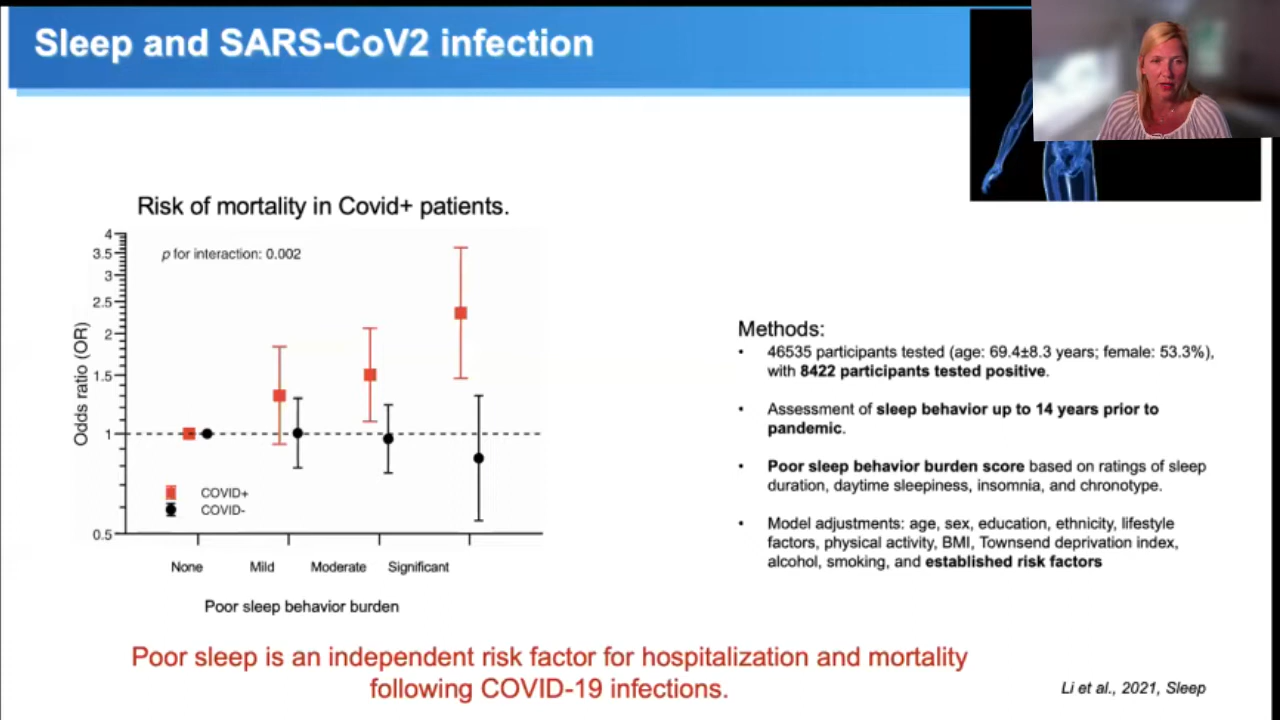 Sleep and SARS-CoV2 infection
Risk of mortality in Covid+ patients.
p for interaction: 0.002
4
3.5
3
2.5
2
1.5
1
0.5
Odds ratio (OR)
COVID+
COVID-
None Mild Moderate Significant
Poor sleep behavior burden
Methods:
• 46535 participants tested (age: 69.4±8.3 years; female: 53.3%),
with 8422 participants tested positive.
• Assessment of sleep behavior up to 14 years prior to
pandemic.
• Poor sleep behavior burden score based on ratings of sleep
duration, daytime sleepiness, insomnia, and chronotype.
• Model adjustments: age, sex, education, ethnicity, lifestyle
factors, physical activity, BMI, Townsend deprivation index,
alcohol, smoking, and established risk factors
Poor sleep is an independent risk factor for hospitalization and mortality
following COVID-19 infections.
Li et al., 2021, Sleep